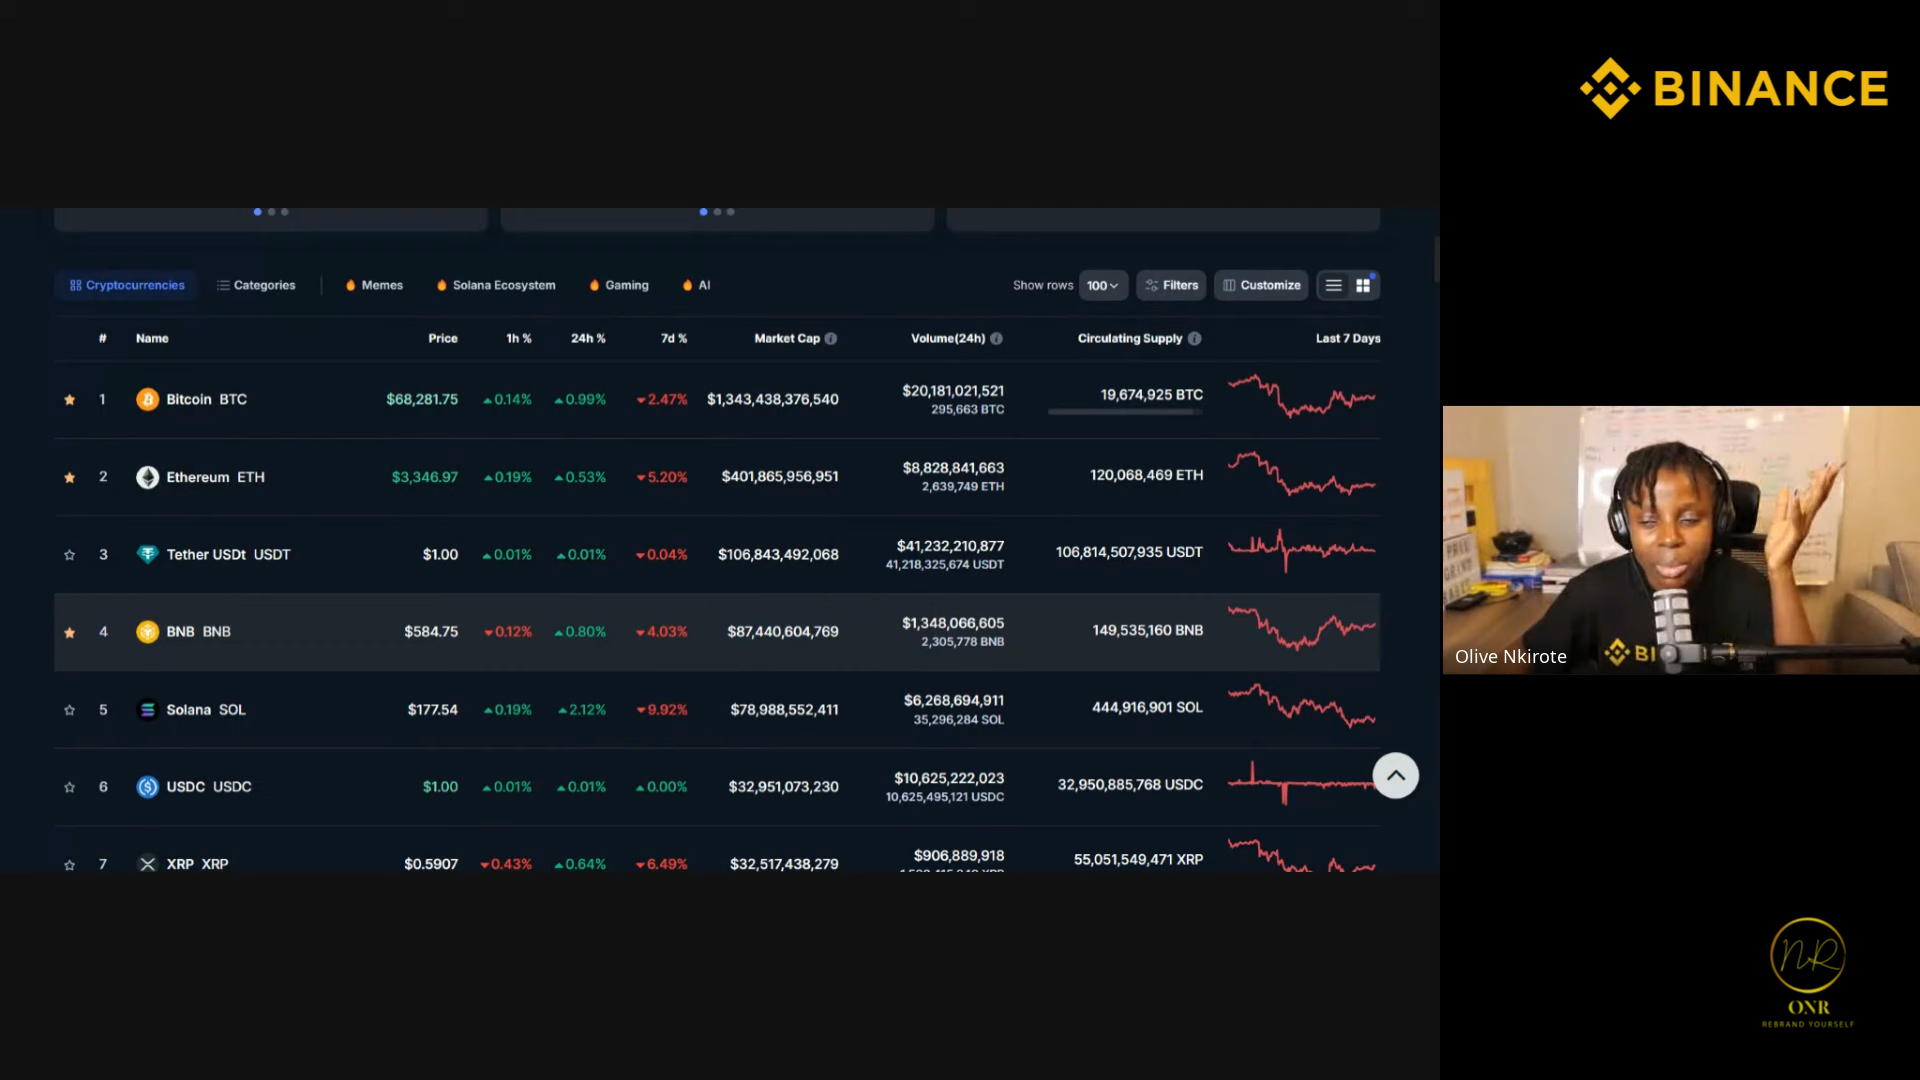 BINANCE
Cryptocurrencies Categories Memes Solana Ecosystem Gaming AI Show rows 100 Filters Customize
# Name Price 1h % 24h % 7d % Market Cap Volume(24h) Circulating Supply Last 7 Days
1 Bitcoin BTC $68,281.75 0.14% 0.99% 2.47% $1,343,438,376,540 $20,181,021,521 19,674,925 BTC
295,663 BTC
2 Ethereum ETH $3,346.97 0.19% 0.53% 5.20% $401,865,956,951 $8,828,841,663 120,068,469 ETH
2,639,749 ETH
3 Tether USDt USDT $1.00 0.01% 0.01% 0.04% $106,843,492,068 $41,232,210,877 106,814,507,935 USDT
41,218,325,674 USDT
4 BNB BNB $584.75 0.12% 0.80% 4.03% $87,440,604,769 $1,348,066,605 149,535,160 BNB
2,305,778 BNB
5 Solana SOL $177.54 0.19% 2.12% 9.92% $78,988,552,411 $6,268,694,911 444,916,901 SOL
35,296,284 SOL
6 USDC USDC $1.00 0.01% 0.01% 0.00% $32,951,073,230 $10,625,222,023 32,950,885,768 USDC
10,625,495,121 USDC
7 XRP XRP $0.5907 0.43% 0.64% 6.49% $32,517,438,279 $906,889,918 55,051,549,471 XRP
Olive Nkirote
BI
NR
ONR
REBRAND YOURSELF